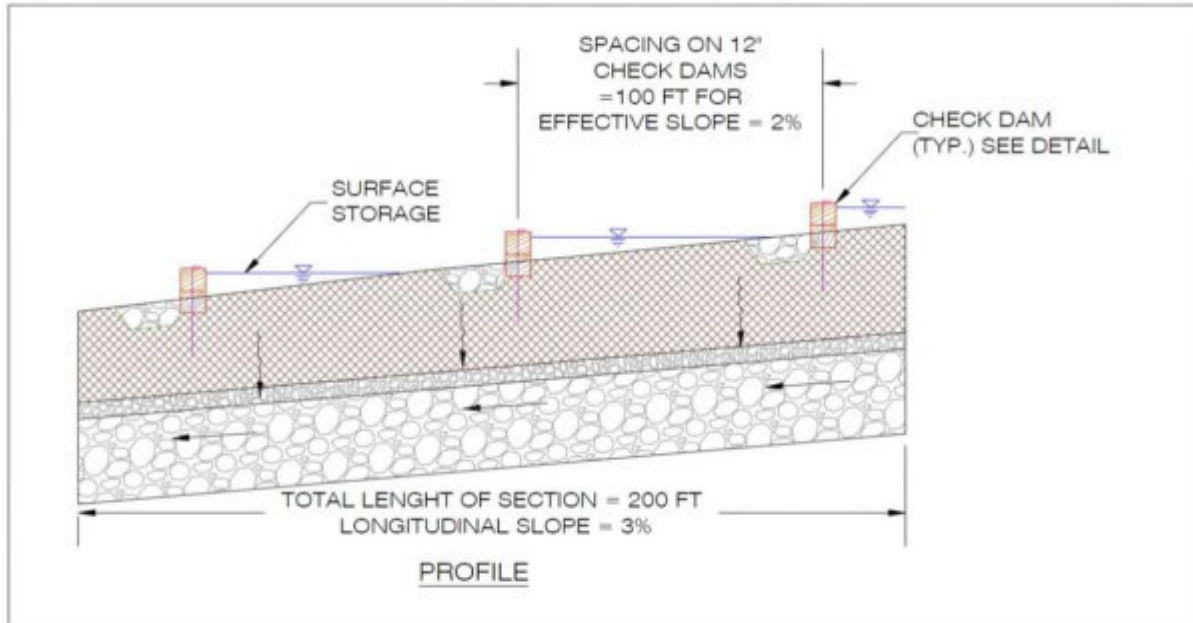 SPACING ON 12"
CHECK DAMS
=100 FT FOR
EFFECTIVE SLOPE = 2%
CHECK DAM
(TYP.) SEE DETAIL
SURFACE
STORAGE
TOTAL LENGHT OF SECTION = 200 FT
LONGITUDINAL SLOPE = 3%
PROFILE